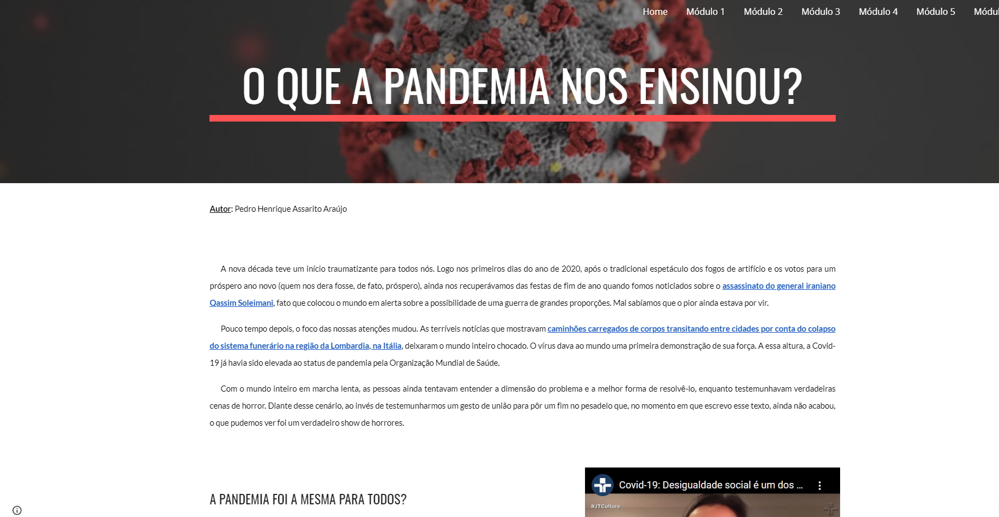 Home Módulo 1 Módulo 2 Módulo 3 Módulo 4 Módulo 5 Módul
O QUE A PANDEMIA NOS ENSINOU?
Autor: Pedro Henrique Assarito Araújo
A nova década teve um início traumatizante para todos nós. Logo nos primeiros dias do ano de 2020, após o tradicional espetáculo dos fogos de artifício e os votos para um
próspero ano novo (quem nos dera fosse, de fato, próspero), ainda nos recuperávamos das festas de fim de ano quando fomos noticiados sobre o assassinato do general iraniano
Qassim Soleimani, fato que colocou o mundo em alerta sobre a possibilidade de uma guerra de grandes proporções. Mal sabíamos que o pior ainda estava por vir.
Pouco tempo depois, o foco das nossas atenções mudou. As terríveis notícias que mostravam caminhões carregados de corpos transitando entre cidades por conta do colapso
do sistema funerário na região da Lombardia, na Itália, deixaram o mundo inteiro chocado. O vírus dava ao mundo uma primeira demonstração de sua força. A essa altura, a Covid-
19 já havia sido elevada ao status de pandemia pela Organização Mundial de Saúde.
Com o mundo inteiro em marcha lenta, as pessoas ainda tentavam entender a dimensão do problema e a melhor forma de resolvê-lo, enquanto testemunhavam verdadeiras
cenas de horror. Diante desse cenário, ao invés de testemunharmos um gesto de união para pôr um fim no pesadelo que, no momento em que escrevo esse texto, ainda não acabou,
o que pudemos ver foi um verdadeiro show de horrores.
A PANDEMIA FOI A MESMA PARA TODOS?
Covid-19: Desigualdade social é um dos ...
#JTCultura